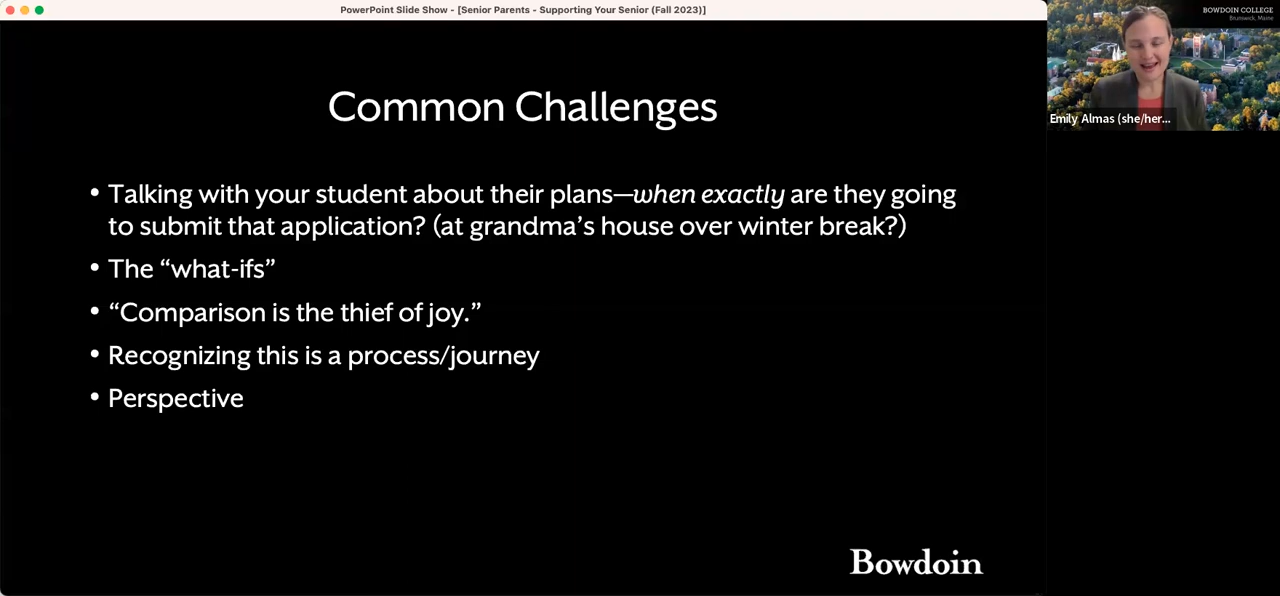 PowerPoint Slide Show - [Senior Parents - Supporting Your Senior (Fall 2023)]
BOWDOIN COLLEGE
Brunswick, Maine
Emily Almas (she/her...
Common Challenges
• Talking with your student about their plans—when exactly are they going
to submit that application? (at grandma’s house over winter break?)
• The “what-ifs”
• “Comparison is the thief of joy.”
• Recognizing this is a process/journey
• Perspective
Bowdoin